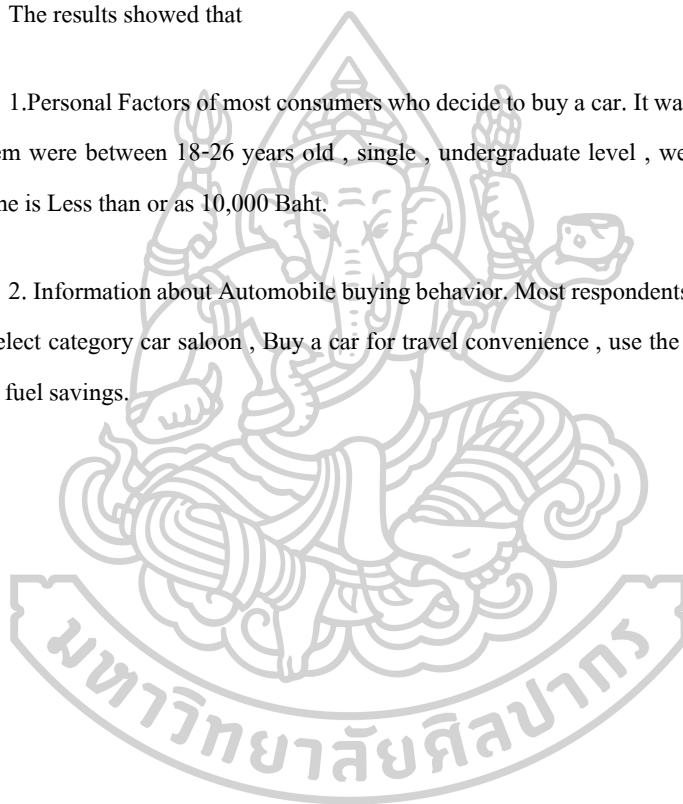 The results showed that
1.Personal Factors of most consumers who decide to buy a car. It wa
em were between 18-26 years old , single , undergraduate level , we
ne is Less than or as 10,000 Baht.
2. Information about Automobile buying behavior. Most respondents
elect category car saloon , Buy a car for travel convenience , use the
fuel savings.
มหาวิทยาลัยศิลปากร